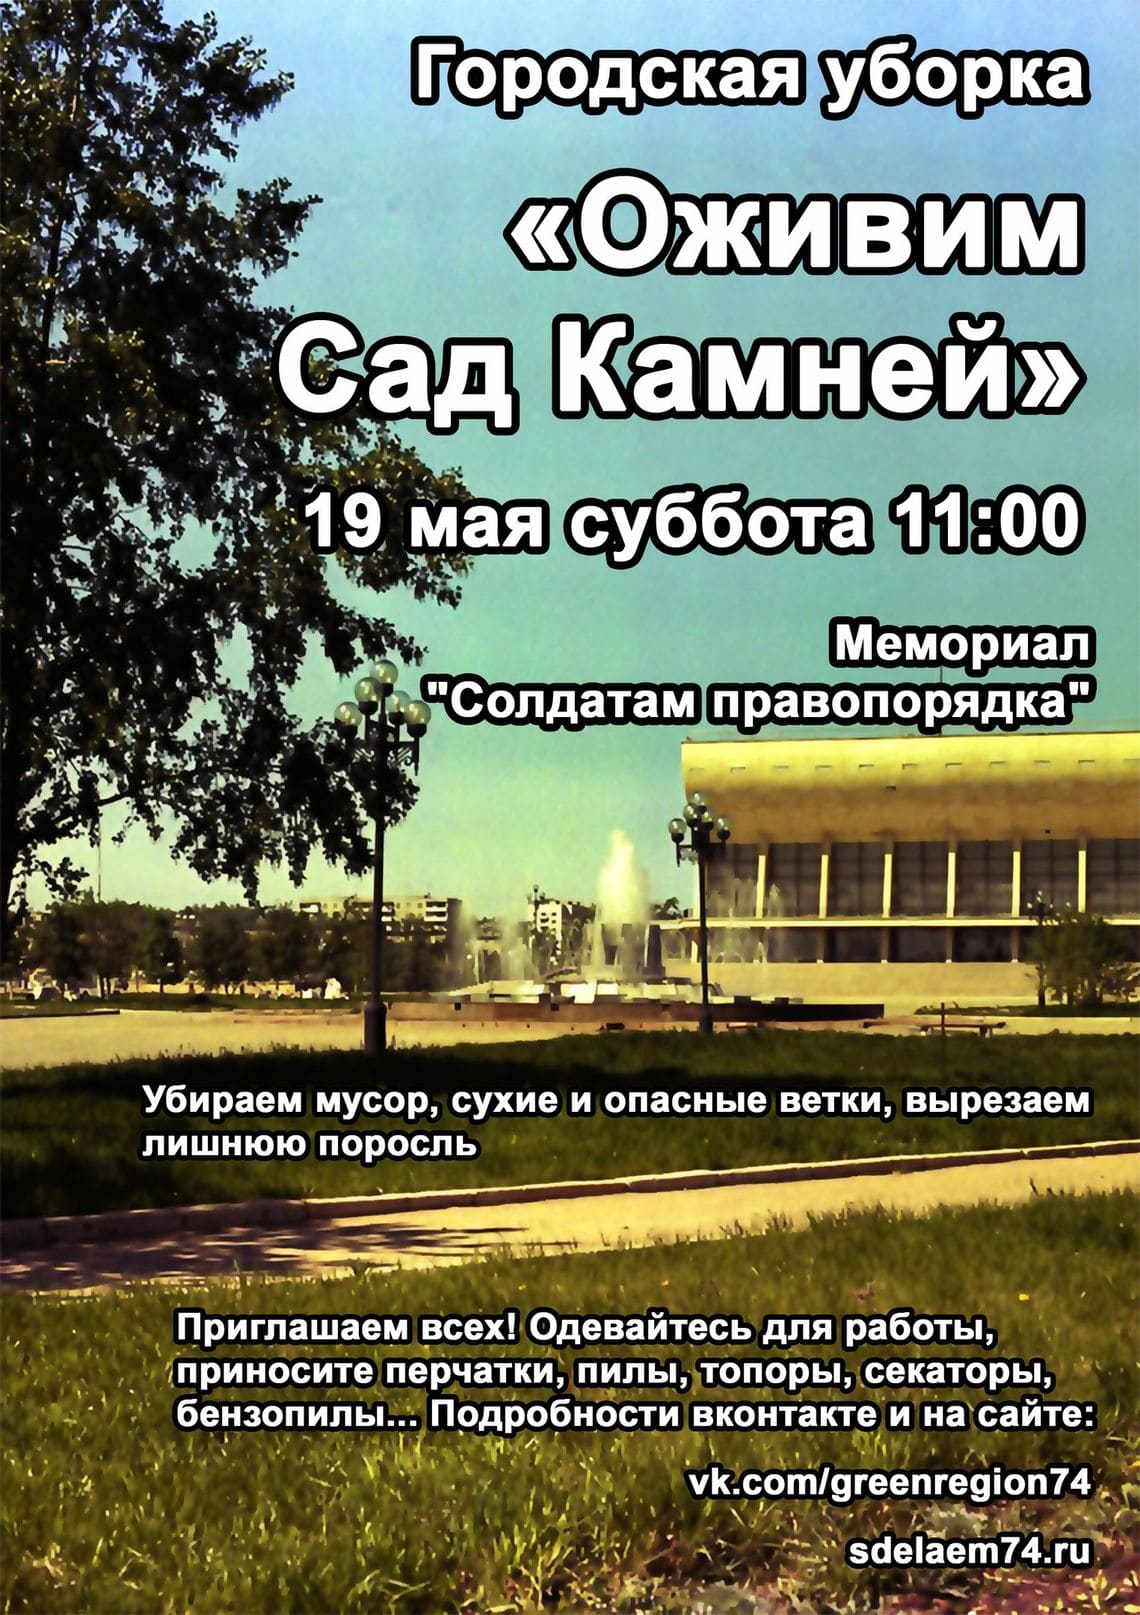 Городская уборка
«Оживим
Сад Камней»
19 мая суббота 11:00
Мемориал
"Солдатам правопорядка"
Убираем мусор, сухие и опасные ветки, вырезаем
лишнюю поросль
Приглашаем всех! Одевайтесь для работы,
приносите перчатки, пилы, топоры, секаторы,
бензопилы... Подробности вконтакте и на сайте:
vk.com/greenregion74
sdelaem74.ru